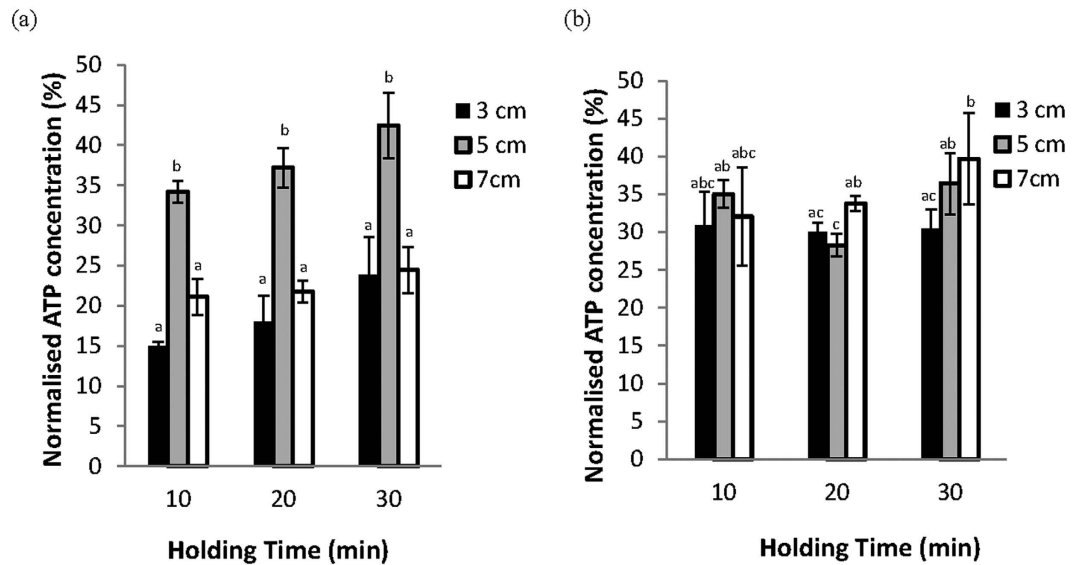 (a)
Normalised ATP concentration (%)
50
45
40
35
30
25
20
15
10
5
0
a b a
a b a
a b a
10 20 30
Holding Time (min)
3 cm
5 cm
7cm
(b)
Normalised ATP concentration (%)
50
45
40
35
30
25
20
15
10
5
0
abc ab abc
ac c ab
ac ab b
10 20 30
Holding Time (min)
3 cm
5 cm
7cm